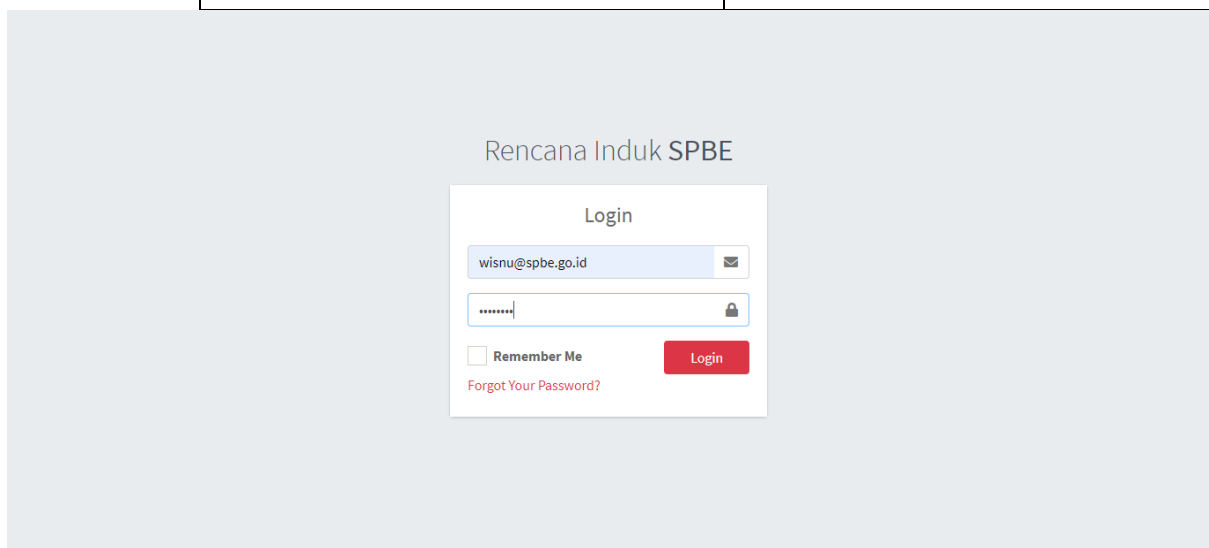 Rencana Induk SPBE
Login
wisnu@spbe.go.id
••••••••
Remember Me
Login
Forgot Your Password?